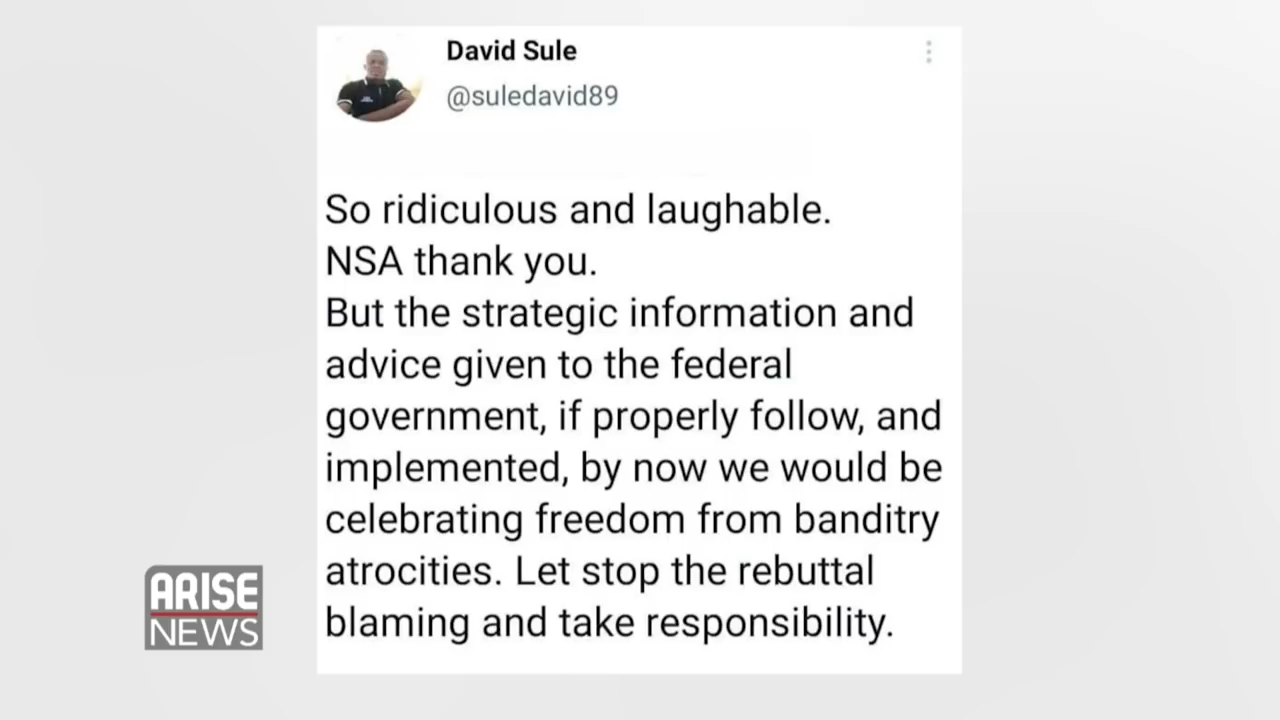 David Sule
@suledavid89
So ridiculous and laughable.
NSA thank you.
But the strategic information and
advice given to the federal
government, if properly follow, and
implemented, by now we would be
celebrating freedom from banditry
atrocities. Let stop the rebuttal
blaming and take responsibility.
ARISE
NEWS